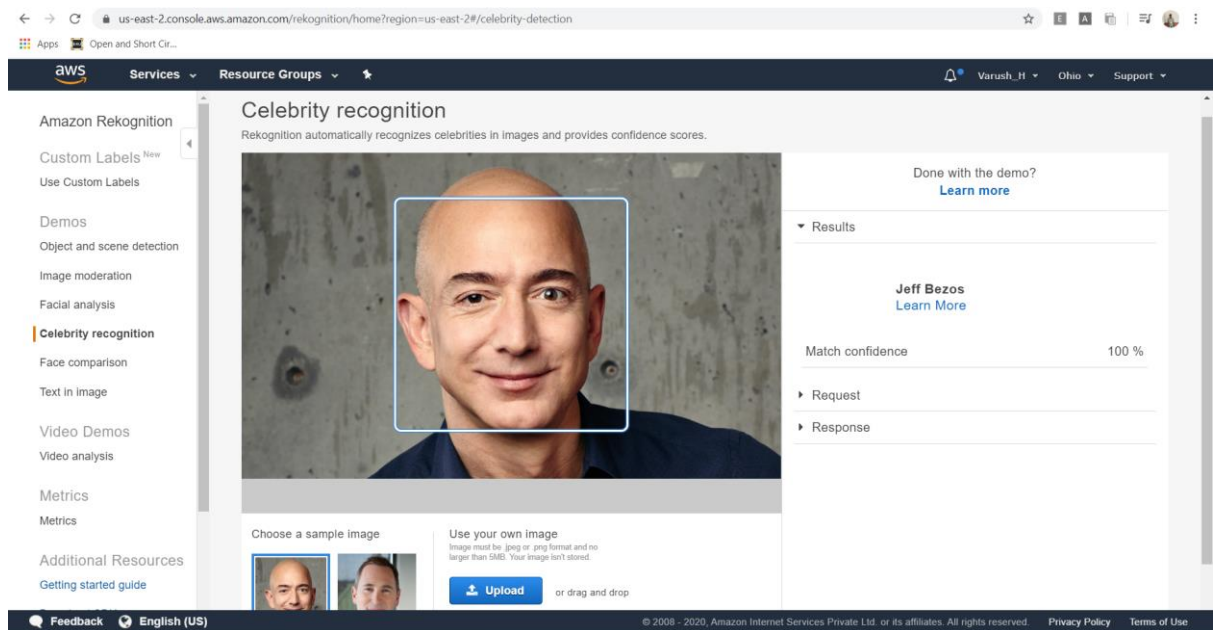 us-east-2.console.aws.amazon.com/rekognition/home?region=us-east-2#/celebrity-detection
Apps Open and Short Cir...
aws Services Resource Groups Varush_H Ohio Support
Amazon Rekognition
Custom Labels New
Use Custom Labels
Demos
Object and scene detection
Image moderation
Facial analysis
Celebrity recognition
Face comparison
Text in image
Video Demos
Video analysis
Metrics
Metrics
Additional Resources
Getting started guide
Celebrity recognition
Rekognition automatically recognizes celebrities in images and provides confidence scores.
Done with the demo?
Learn more
Results
Jeff Bezos
Learn More
Match confidence 100 %
Request
Response
Choose a sample image
Use your own image
Image must be .jpeg or .png format and no
larger than 5MB. Your image isn't stored.
Upload or drag and drop
Feedback English (US) © 2008 - 2020, Amazon Internet Services Private Ltd. or its affiliates. All rights reserved. Privacy Policy Terms of Use